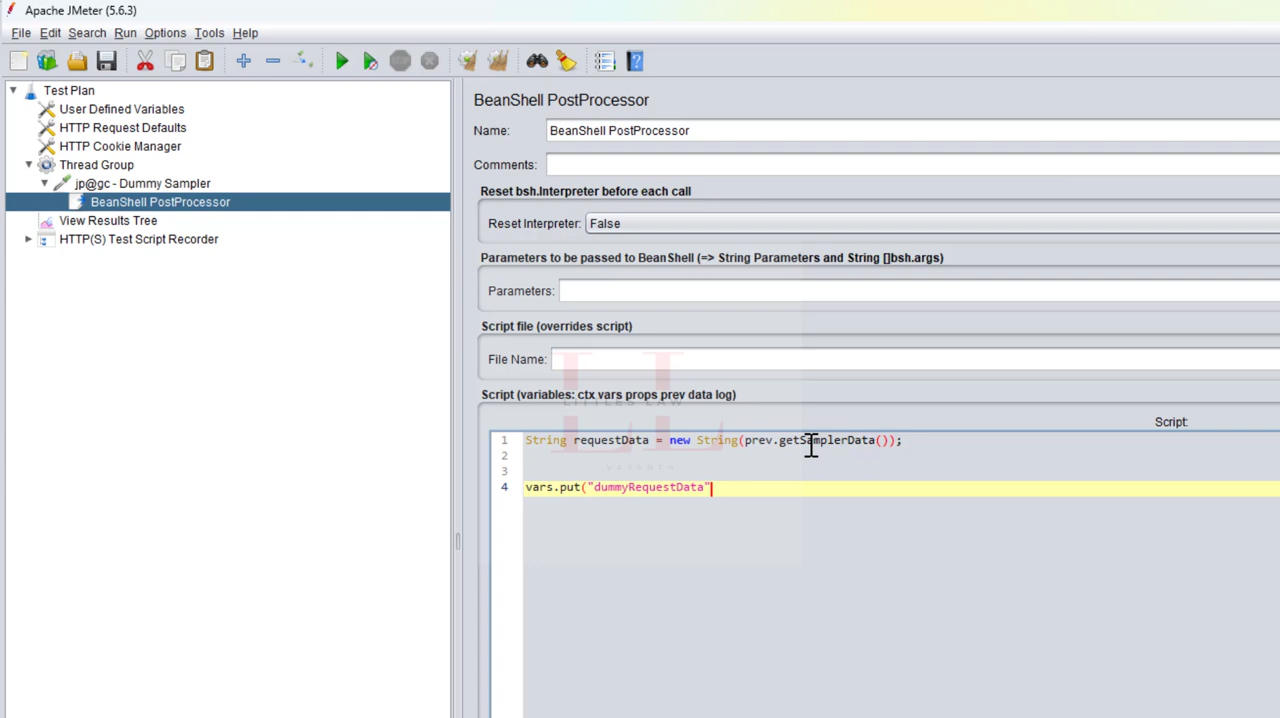 Apache JMeter (5.6.3)
File Edit Search Run Options Tools Help
Test Plan
User Defined Variables
HTTP Request Defaults
HTTP Cookie Manager
Thread Group
jp@gc - Dummy Sampler
BeanShell PostProcessor
View Results Tree
HTTP(S) Test Script Recorder
BeanShell PostProcessor
Name: BeanShell PostProcessor
Comments:
Reset bsh.Interpreter before each call
Reset Interpreter: False
Parameters to be passed to BeanShell (=> String Parameters and String []bsh.args)
Parameters:
Script file (overrides script)
File Name:
LL
LITTLES LAW
Script (variables: ctx vars props prev data log)
Script:
1 String requestData = new String(prev.getSamplerData());
2
3
4 vars.put("dummyRequestData"